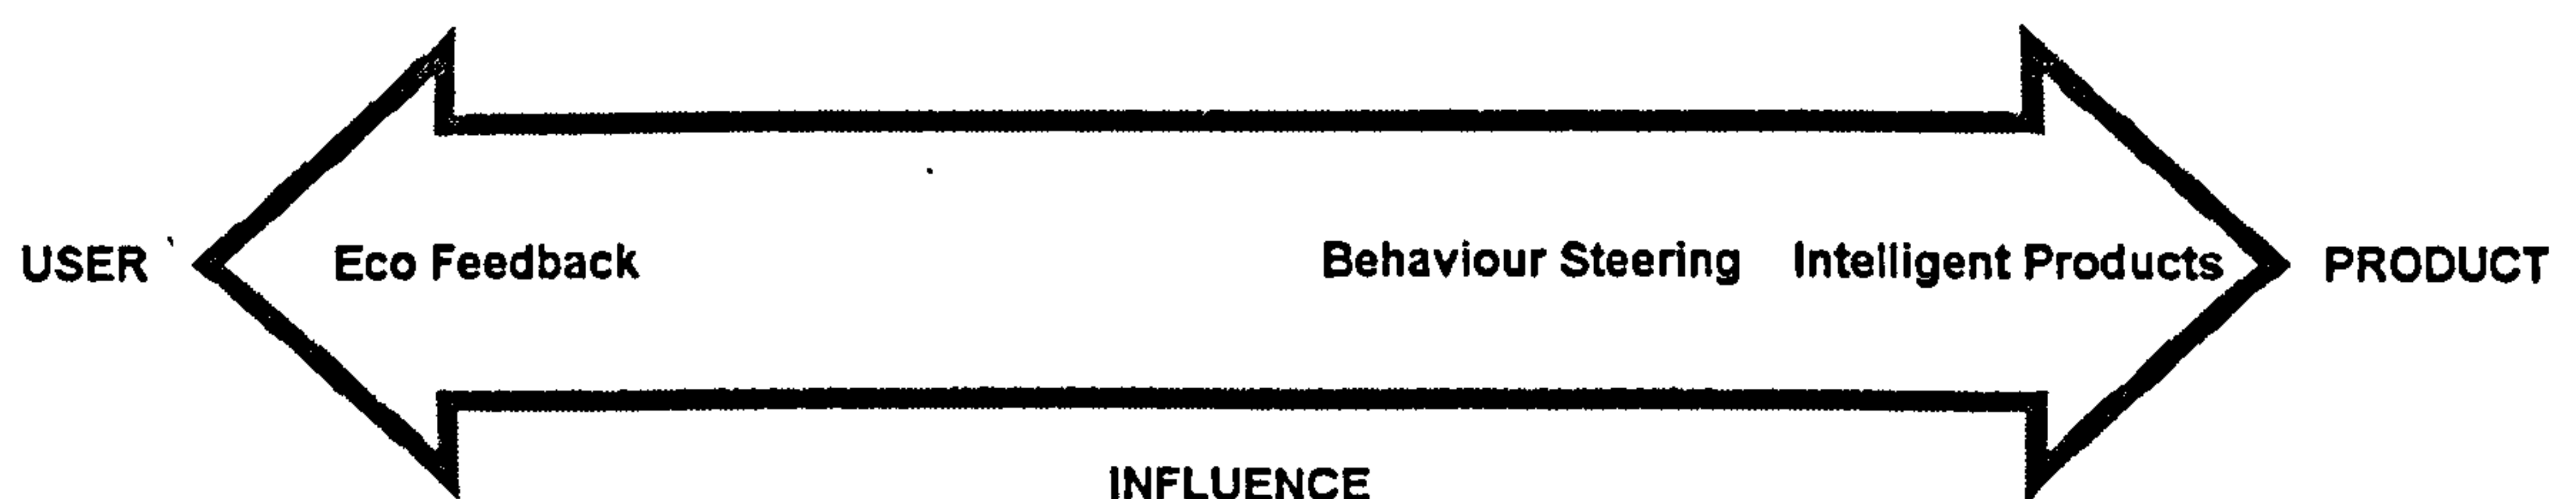 USER Eco Feedback Behaviour Steering Intelligent Products PRODUCT
INFLUENCE